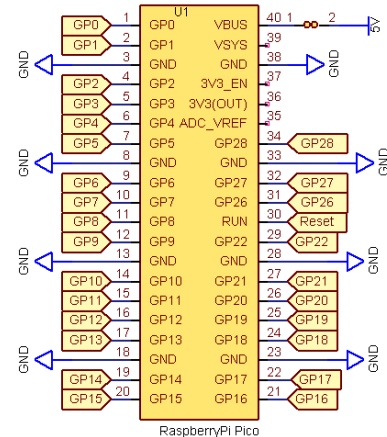 U1
GP0 1 GP0 VBUS 40 1 2 5V
GP1 2 GP1 VSYS 39
GND 3 GND GND 38 GND
GP2 4 GP2 3V3_EN 37
GP3 5 GP3 3V3(OUT) 36
GP4 6 GP4 ADC_VREF 35
GP5 7 GP5 GP28 34 GP28
GND 8 GND GND 33 GND
GP6 9 GP6 GP27 32 GP27
GP7 10 GP7 GP26 31 GP26
GP8 11 GP8 RUN 30 Reset
GP9 12 GP9 GP22 29 GP22
GND 13 GND GND 28 GND
GP10 14 GP10 GP21 27 GP21
GP11 15 GP11 GP20 26 GP20
GP12 16 GP12 GP19 25 GP19
GP13 17 GP13 GP18 24 GP18
GND 18 GND GND 23 GND
GP14 19 GP14 GP17 22 GP17
GP15 20 GP15 GP16 21 GP16
RaspberryPi Pico